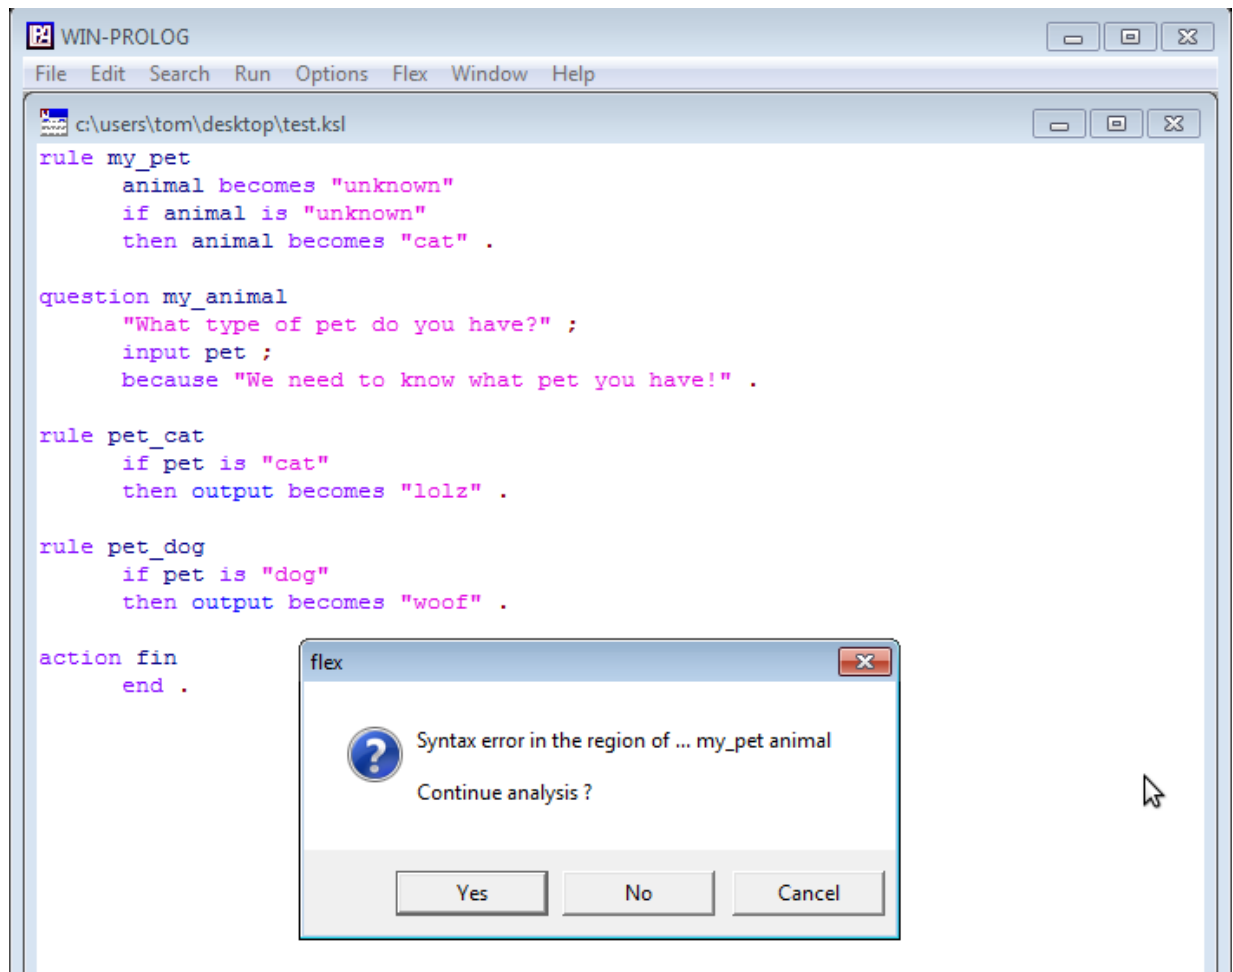 WIN-PROLOG
File Edit Search Run Options Flex Window Help
c:\users\tom\desktop\test.ksl
rule my_pet
animal becomes "unknown"
if animal is "unknown"
then animal becomes "cat" .
question my_animal
"What type of pet do you have?" ;
input pet ;
because "We need to know what pet you have!" .
rule pet_cat
if pet is "cat"
then output becomes "lolz" .
rule pet_dog
if pet is "dog"
then output becomes "woof" .
action fin
end .
flex
Syntax error in the region of ... my_pet animal
Continue analysis ?
Yes No Cancel